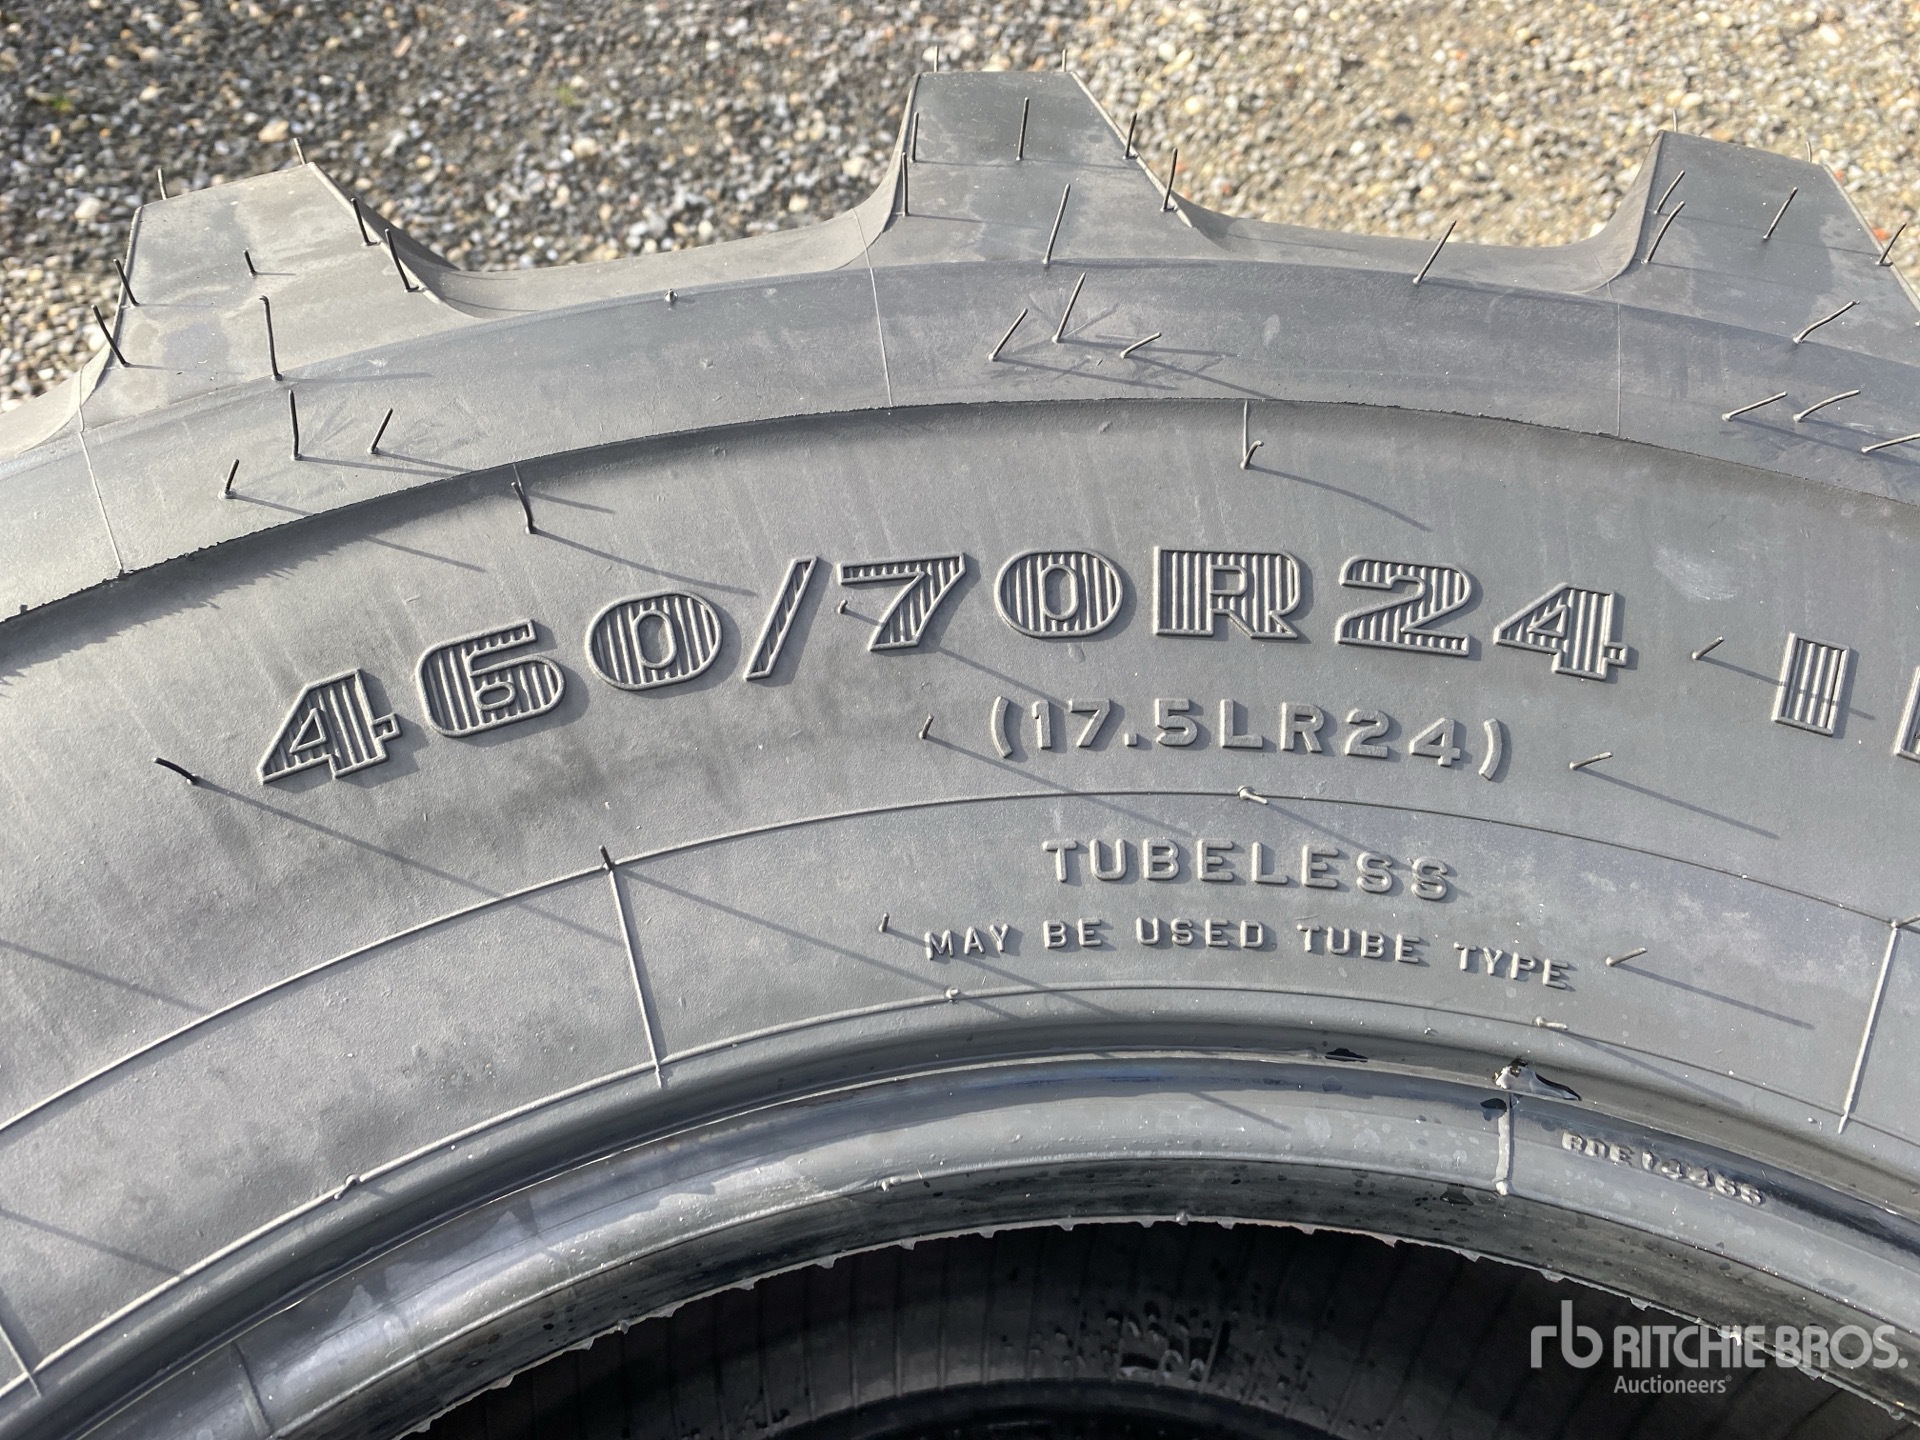 460/70R24 I
(17.5LR24)
TUBELESS
MAY BE USED TUBE TYPE
rb RITCHIE BROS.
Auctioneers®